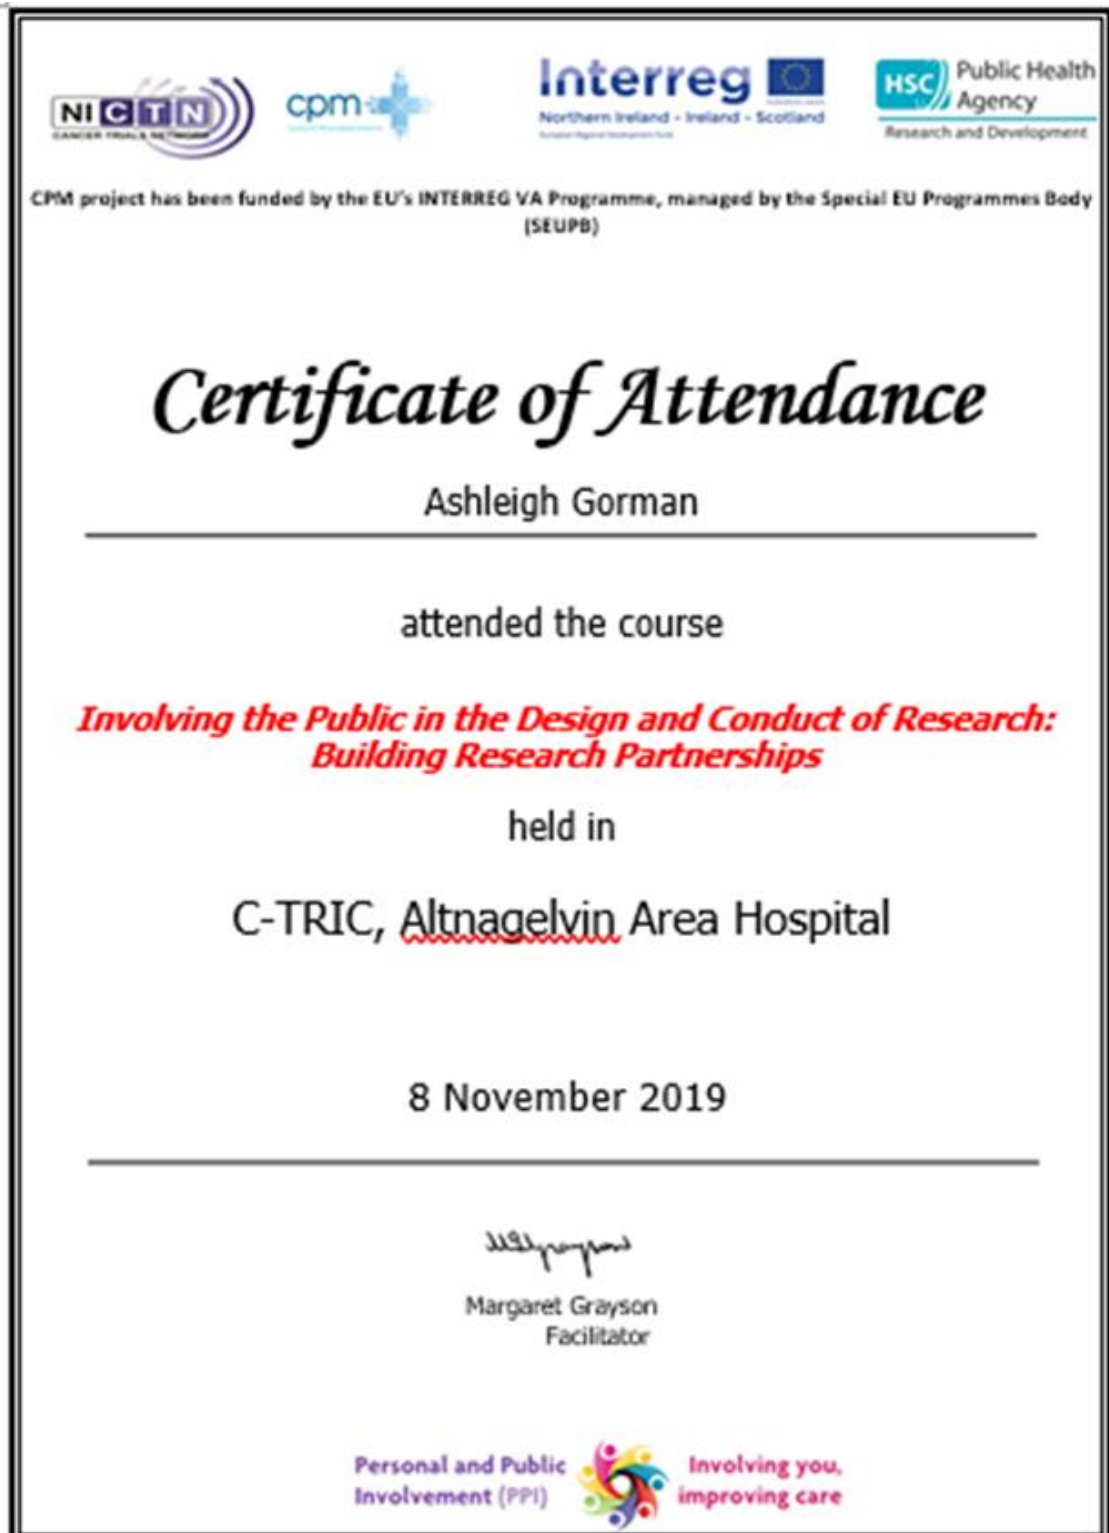 NICTN
CANCER TRIALS NETWORK
cpm
Interreg
Northern Ireland - Ireland - Scotland
European Regional Development Fund
HSC
Public Health
Agency
Research and Development
CPM project has been funded by the EU's INTERREG VA Programme, managed by the Special EU Programmes Body
(SEUPB)
Certificate of Attendance
Ashleigh Gorman
attended the course
Involving the Public in the Design and Conduct of Research:
Building Research Partnerships
held in
C-TRIC, Altnagelvin Area Hospital
8 November 2019
Margaret Grayson
Facilitator
Personal and Public
Involvement (PPI)
Involving you,
improving care